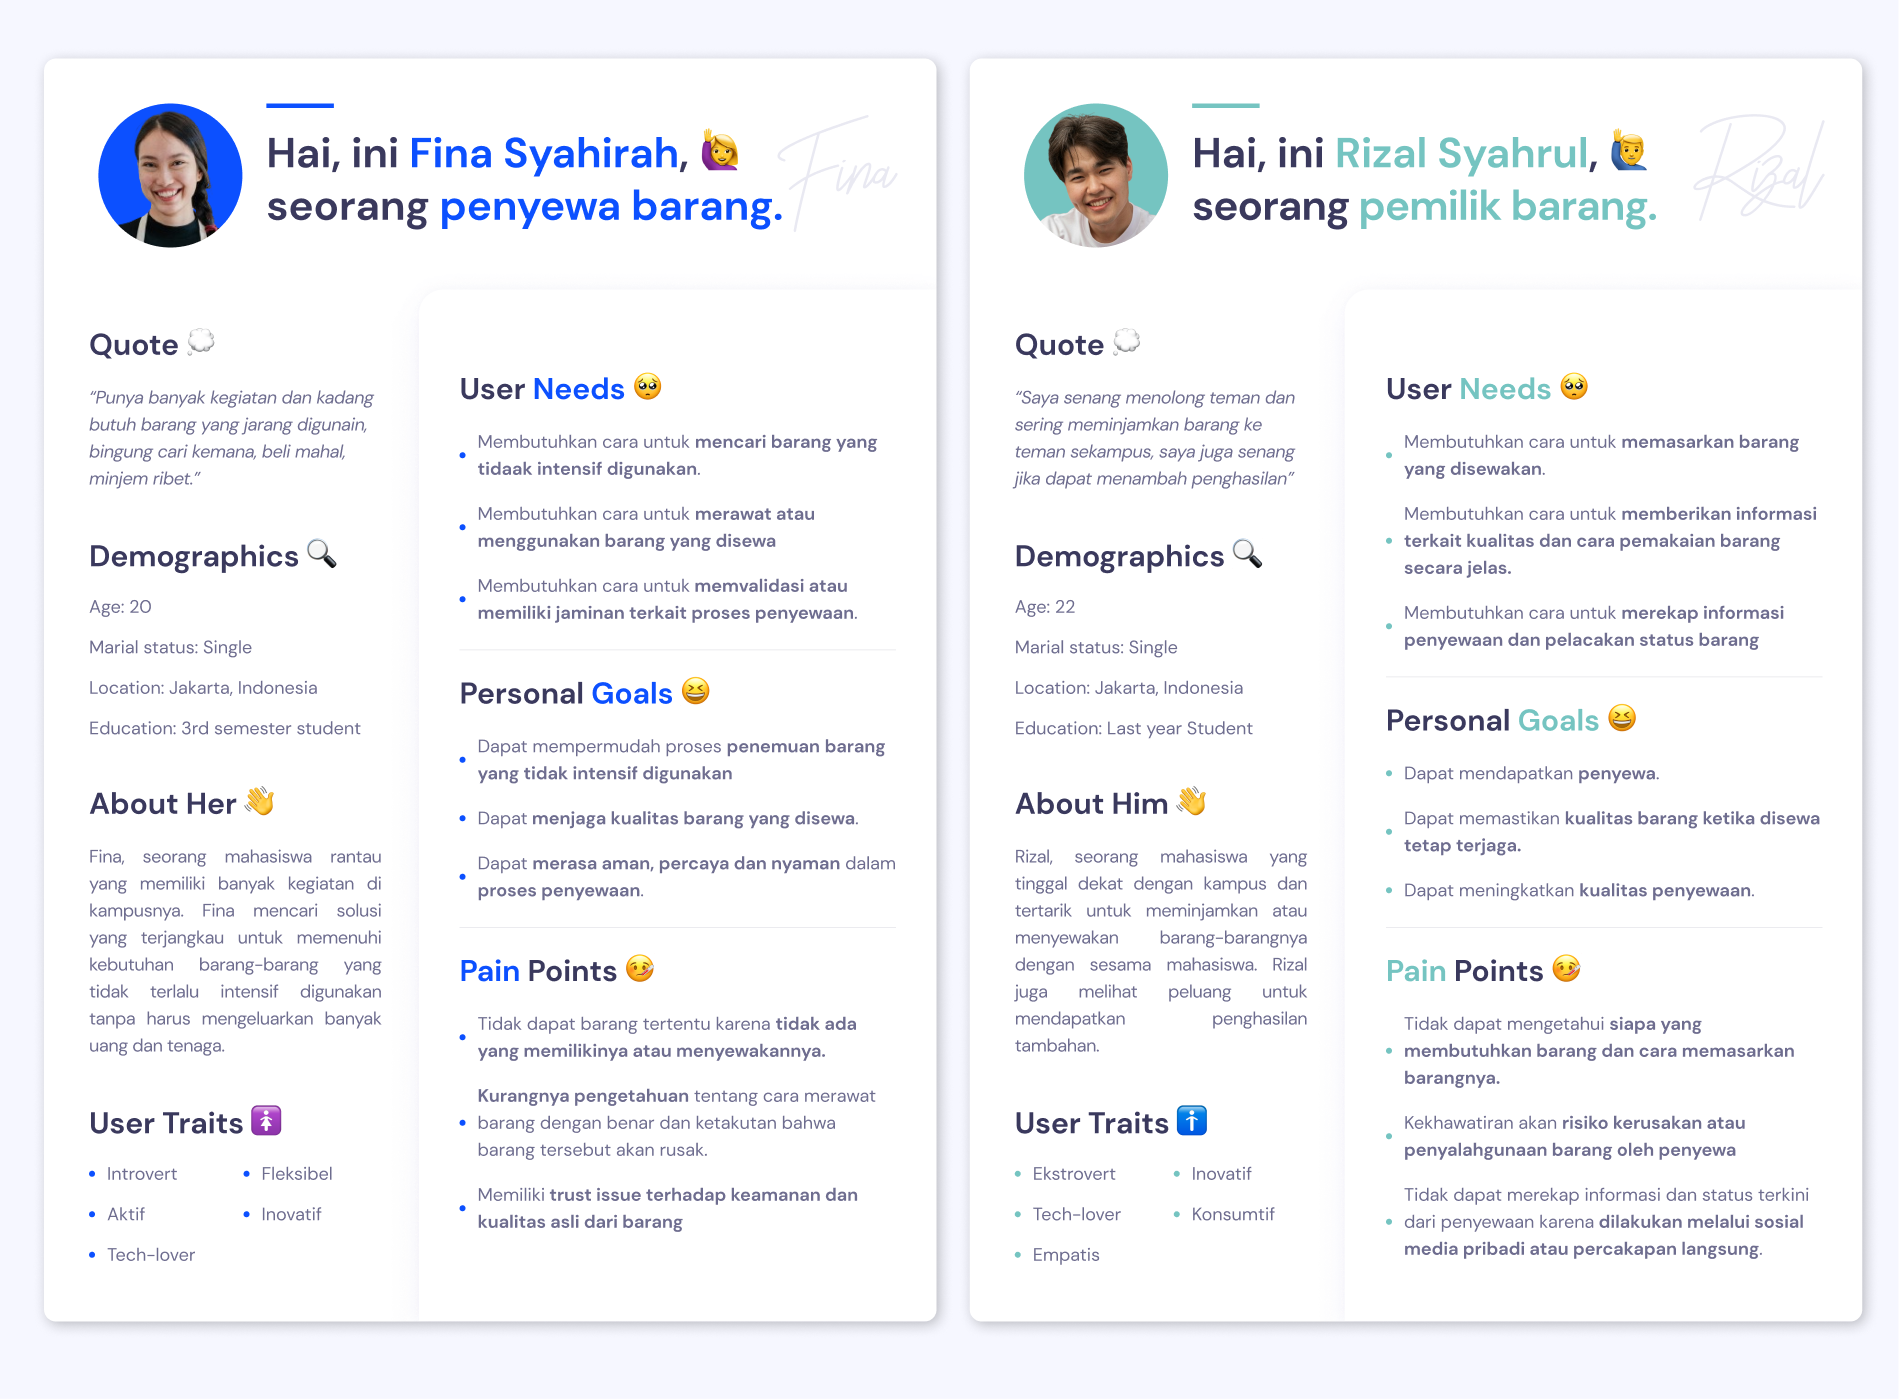 Hai, ini Fina Syahirah,
seorang penyewa barang.
Fina
Quote
“Punya banyak kegiatan dan kadang
butuh barang yang jarang digunain,
bingung cari kemana, beli mahal,
minjem ribet.”
Demographics
Age: 20
Marial status: Single
Location: Jakarta, Indonesia
Education: 3rd semester student
About Her
Fina, seorang mahasiswa rantau
yang memiliki banyak kegiatan di
kampusnya. Fina mencari solusi
yang terjangkau untuk memenuhi
kebutuhan barang-barang yang
tidak terlalu intensif digunakan
tanpa harus mengeluarkan banyak
uang dan tenaga.
User Traits
Introvert
Aktif
Tech-lover
Fleksibel
Inovatif
User Needs
Membutuhkan cara untuk mencari barang yang
tidaak intensif digunakan.
Membutuhkan cara untuk merawat atau
menggunakan barang yang disewa
Membutuhkan cara untuk memvalidasi atau
memiliki jaminan terkait proses penyewaan.
Personal Goals
Dapat mempermudah proses penemuan barang
yang tidak intensif digunakan
Dapat menjaga kualitas barang yang disewa.
Dapat merasa aman, percaya dan nyaman dalam
proses penyewaan.
Pain Points
Tidak dapat barang tertentu karena tidak ada
yang memilikinya atau menyewakannya.
Kurangnya pengetahuan tentang cara merawat
barang dengan benar dan ketakutan bahwa
barang tersebut akan rusak.
Memiliki trust issue terhadap keamanan dan
kualitas asli dari barang
Hai, ini Rizal Syahrul,
seorang pemilik barang.
Rizal
Quote
“Saya senang menolong teman dan
sering meminjamkan barang ke
teman sekampus, saya juga senang
jika dapat menambah penghasilan”
Demographics
Age: 22
Marial status: Single
Location: Jakarta, Indonesia
Education: Last year Student
About Him
Rizal, seorang mahasiswa yang
tinggal dekat dengan kampus dan
tertarik untuk meminjamkan atau
menyewakan barang-barangnya
dengan sesama mahasiswa. Rizal
juga melihat peluang untuk
mendapatkan penghasilan
tambahan.
User Traits
Ekstrovert
Tech-lover
Empatis
Inovatif
Konsumtif
User Needs
Membutuhkan cara untuk memasarkan barang
yang disewakan.
Membutuhkan cara untuk memberikan informasi
terkait kualitas dan cara pemakaian barang
secara jelas.
Membutuhkan cara untuk merekap informasi
penyewaan dan pelacakan status barang
Personal Goals
Dapat mendapatkan penyewa.
Dapat memastikan kualitas barang ketika disewa
tetap terjaga.
Dapat meningkatkan kualitas penyewaan.
Pain Points
Tidak dapat mengetahui siapa yang
membutuhkan barang dan cara memasarkan
barangnya.
Kekhawatiran akan risiko kerusakan atau
penyalahgunaan barang oleh penyewa
Tidak dapat merekap informasi dan status terkini
dari penyewaan karena dilakukan melalui sosial
media pribadi atau percakapan langsung.